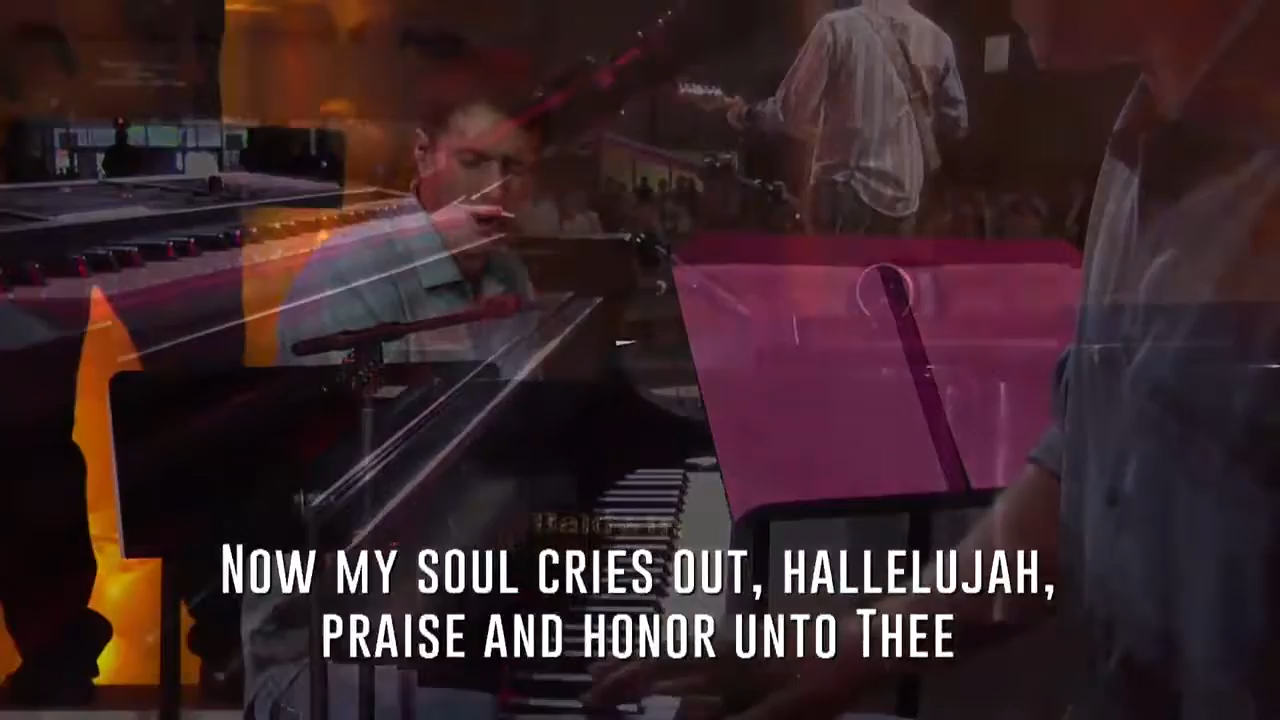 Now my soul cries out, hallelujah,
praise and honor unto Thee